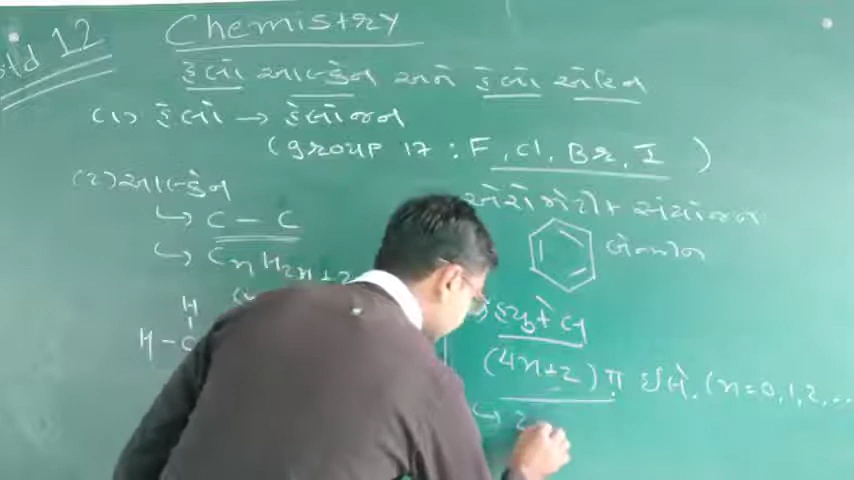 std 12
Chemistry
હેલો આલ્કેન અને હેલો એરિન
(1) હેલો → હેલોજન
(group 17 : F, Cl, Br, I )
(2) આલ્કેન
એરોમેટિક સંયોજન
↳ C - C
બેન્ઝીન
↳ CnH2n+2
H
H - C
(4n+2)π ઈલે. (n=0,1,2,...